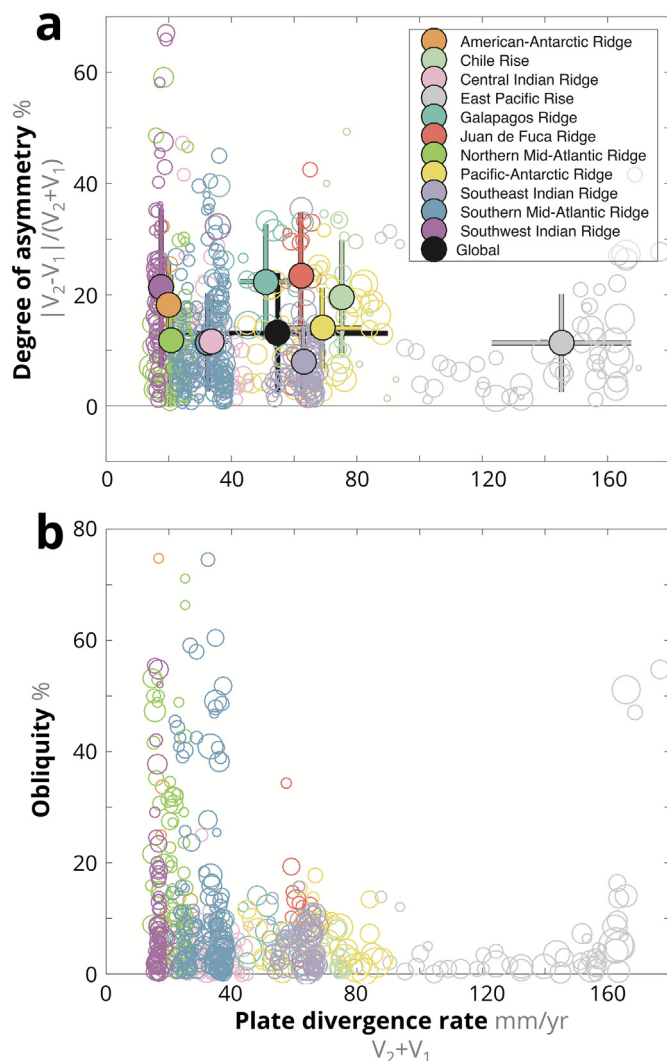 a
Degree of asymmetry %
|V₂-V₁|/(V₂+V₁)
60
40
20
0
American-Antarctic Ridge
Chile Rise
Central Indian Ridge
East Pacific Rise
Galapagos Ridge
Juan de Fuca Ridge
Northern Mid-Atlantic Ridge
Pacific-Antarctic Ridge
Southeast Indian Ridge
Southern Mid-Atlantic Ridge
Southwest Indian Ridge
Global
0 40 80 120 160
b
Obliquity %
80
60
40
20
0
0 40 80 120 160
Plate divergence rate mm/yr
V₂+V₁